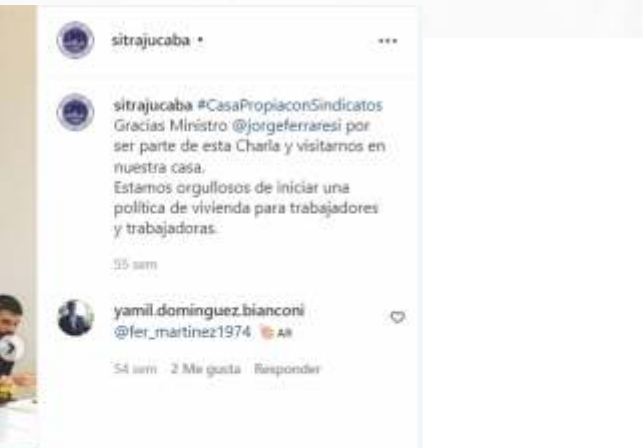 sitrajucaba •
sitrajucaba #CasaPropiaconSindicatos
Gracias Ministro @jorgeferraresi por
ser parte de esta Charla y visitarnos en
nuestra casa.
Estamos orgullosos de iniciar una
política de vivienda para trabajadores
y trabajadoras.
55 sem
yamil.dominguez.bianconi
@fer_martinez1974 AR
54 sem 2 Me gusta Responder